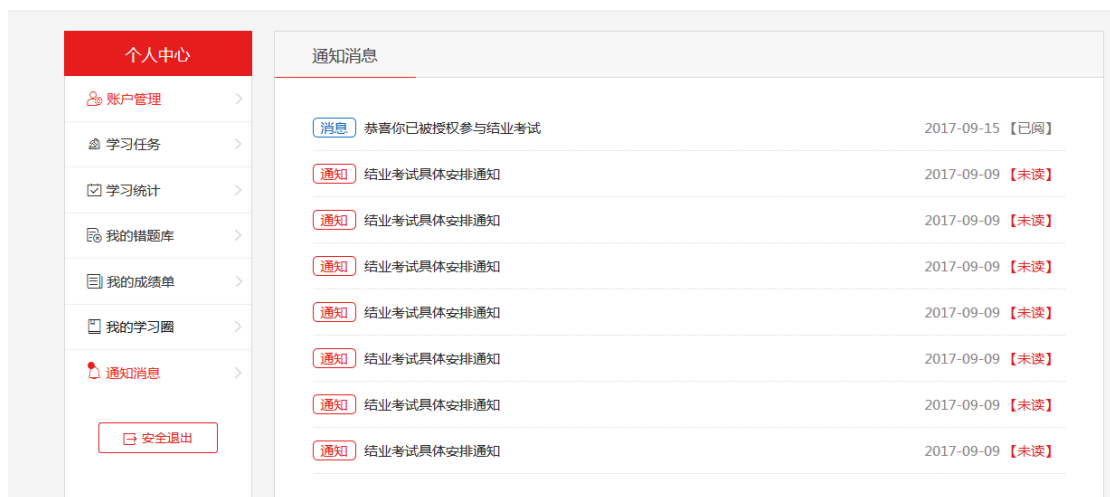 个人中心
账户管理
学习任务
学习统计
我的错题库
我的成绩单
我的学习圈
通知消息
安全退出
通知消息
消息 恭喜你已被授权参与结业考试 2017-09-15【已阅】
通知 结业考试具体安排通知 2017-09-09【未读】
通知 结业考试具体安排通知 2017-09-09【未读】
通知 结业考试具体安排通知 2017-09-09【未读】
通知 结业考试具体安排通知 2017-09-09【未读】
通知 结业考试具体安排通知 2017-09-09【未读】
通知 结业考试具体安排通知 2017-09-09【未读】
通知 结业考试具体安排通知 2017-09-09【未读】